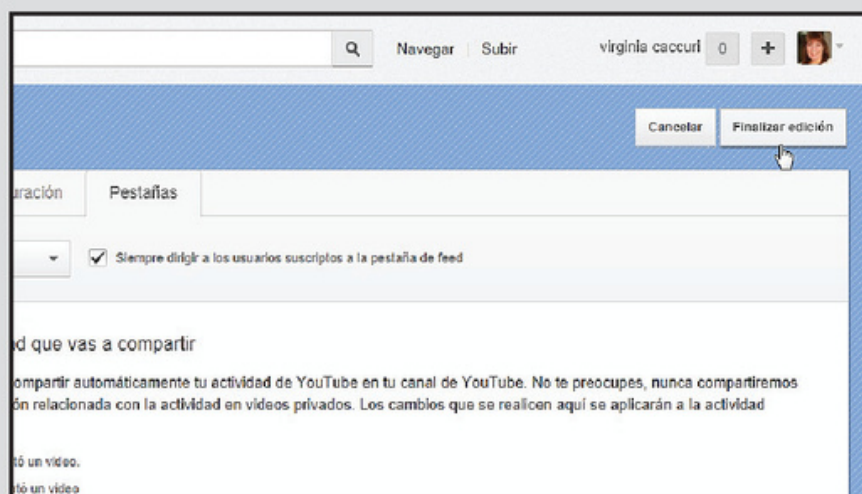 Navegar Subir virginia caccuri 0 +
Cancelar Finalizar edición
uración Pestañas
Siempre dirigir a los usuarios suscriptos a la pestaña de feed
d que vas a compartir
ompartir automáticamente tu actividad de YouTube en tu canal de YouTube. No te preocupes, nunca compartiremos
ón relacionada con la actividad en videos privados. Los cambios que se realicen aquí se aplicarán a la actividad
tó un video.
tó un video